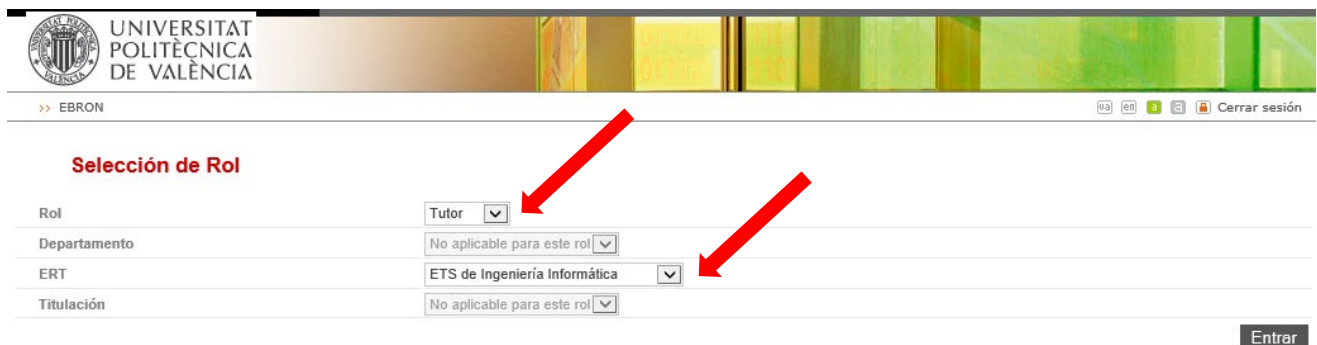 UNIVERSITAT
POLITÈCNICA
DE VALÈNCIA
>> EBRON
va en a a Cerrar sesión
Selección de Rol
Rol Tutor
Departamento No aplicable para este rol
ERT ETS de Ingeniería Informática
Titulación No aplicable para este rol
Entrar